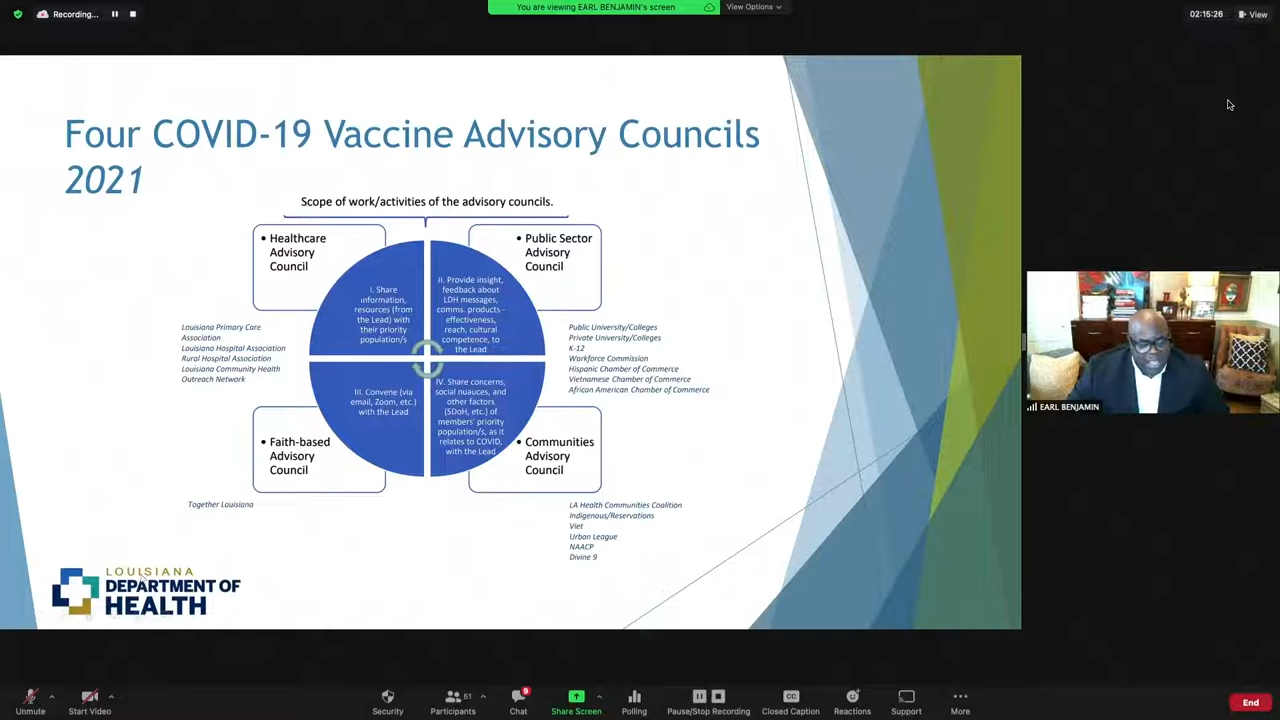 Recording...
You are viewing EARL BENJAMIN's screen
View Options
02:15:26
View
Four COVID-19 Vaccine Advisory Councils
2021
Scope of work/activities of the advisory councils.
• Healthcare
Advisory
Council
• Public Sector
Advisory
Council
I. Share
information,
resources (from
the Lead) with
their priority
population/s
II. Provide insight,
feedback about
LDH messages,
comms. products -
effectiveness,
reach, cultural
competence, to
the Lead
Louisiana Primary Care
Association
Louisiana Hospital Association
Rural Hospital Association
Louisiana Community Health
Outreach Network
Public University/Colleges
Private University/Colleges
K-12
Workforce Commission
Hispanic Chamber of Commerce
Vietnamese Chamber of Commerce
African American Chamber of Commerce
III. Convene (via
email, Zoom, etc.)
with the Lead
IV. Share concerns,
social nuauces, and
other factors
(SDoH, etc.) of
members' priority
population/s, as it
relates to COVID,
with the Lead
• Faith-based
Advisory
Council
• Communities
Advisory
Council
Together Louisiana
LA Health Communities Coalition
Indigenous/Reservations
Viet
Urban League
NAACP
Divine 9
LOUISIANA
DEPARTMENT OF
HEALTH
EARL BENJAMIN
Unmute
Start Video
Security
51
Participants
9
Chat
Share Screen
Polling
Pause/Stop Recording
CC
Closed Caption
Reactions
Support
More
End